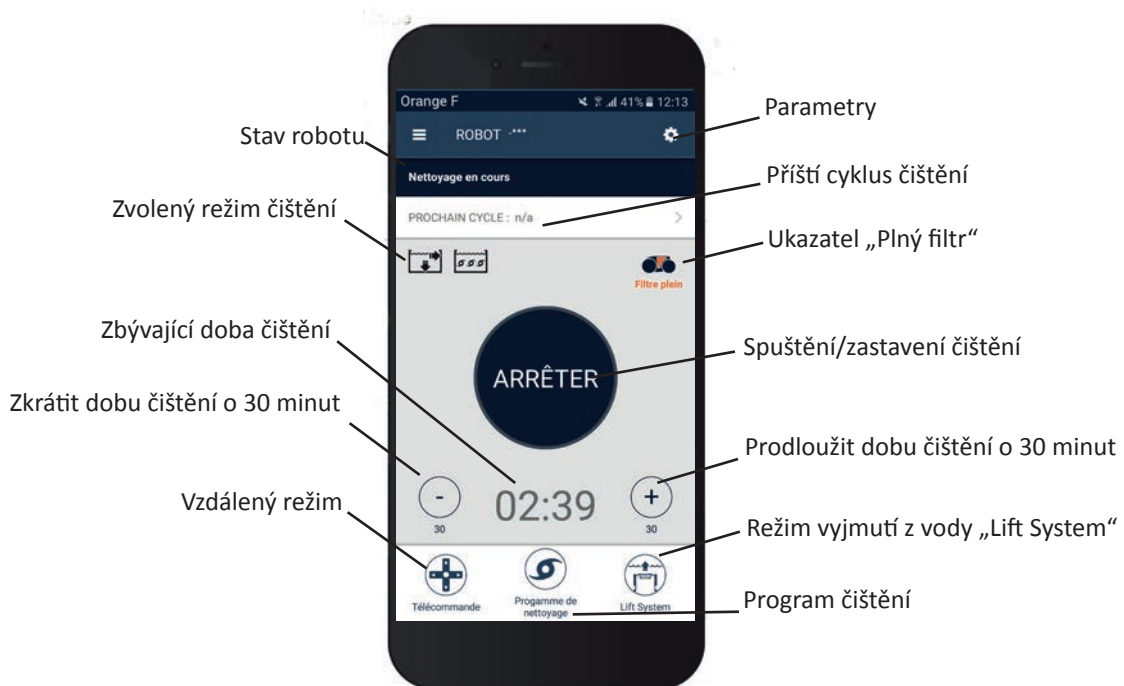 Orange F 41% 12:13
Parametry
ROBOT -***
Stav robotu
Nettoyage en cours
Příští cyklus čištění
PROCHAIN CYCLE : n/a
Zvolený režim čištění
Ukazatel „Plný filtr“
Filtre plein
Zbývající doba čištění
Spuštění/zastavení čištění
ARRÊTER
Zkrátit dobu čištění o 30 minut
Prodloužit dobu čištění o 30 minut
-
02:39
+
Vzdálený režim
30
30
Režim vyjmutí z vody „Lift System“
Télécommande
Progamme de
nettoyage
Lift System
Program čištění